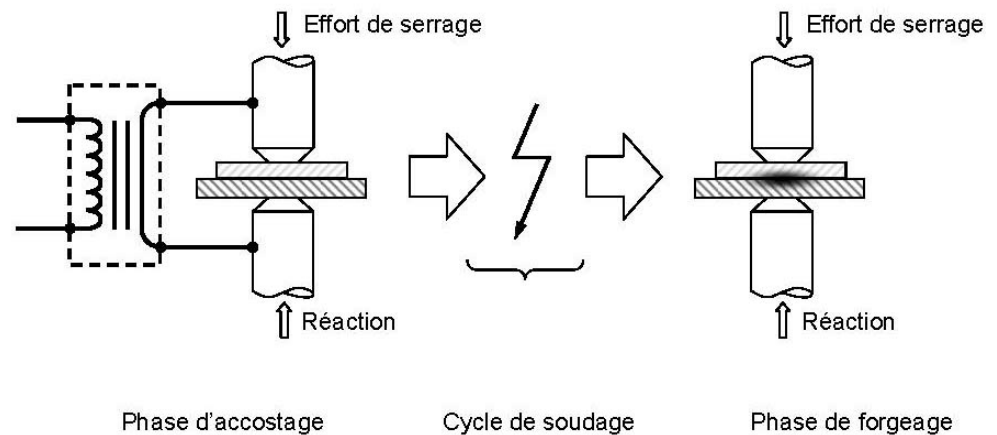 Effort de serrage
Effort de serrage
Réaction
Réaction
Phase d'accostage
Cycle de soudage
Phase de forgeage